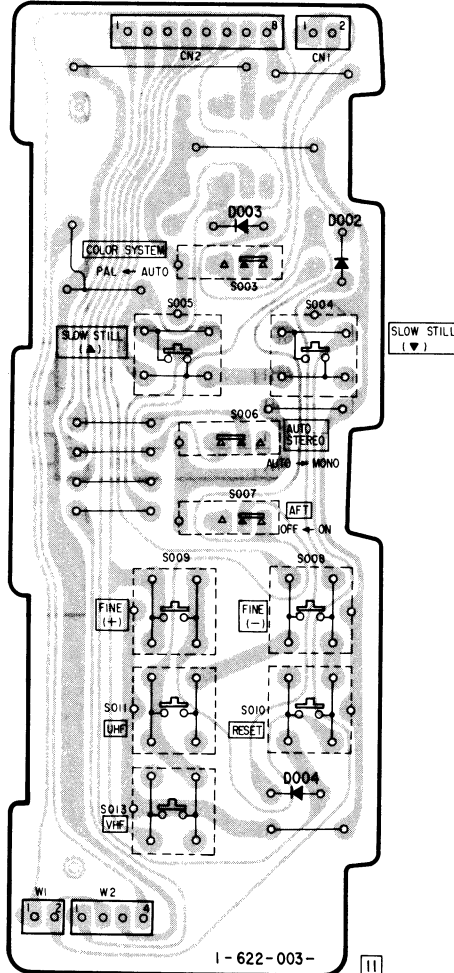 1 8 1 2
CN2 CN1
D003 D002
COLOR SYSTEM
PAL ← AUTO
S003
S005 S004
SLOW STILL
(▲)
SLOW STILL
(▼)
S006
AUTO
STEREO
AUTO ↔ MONO
S007
AFT
OFF ← ON
S009 S008
FINE
(+)
FINE
(−)
S011 S010
UHF RESET
D004
S013
VHF
W1 W2
1 2 1 4
1-622-003-
11